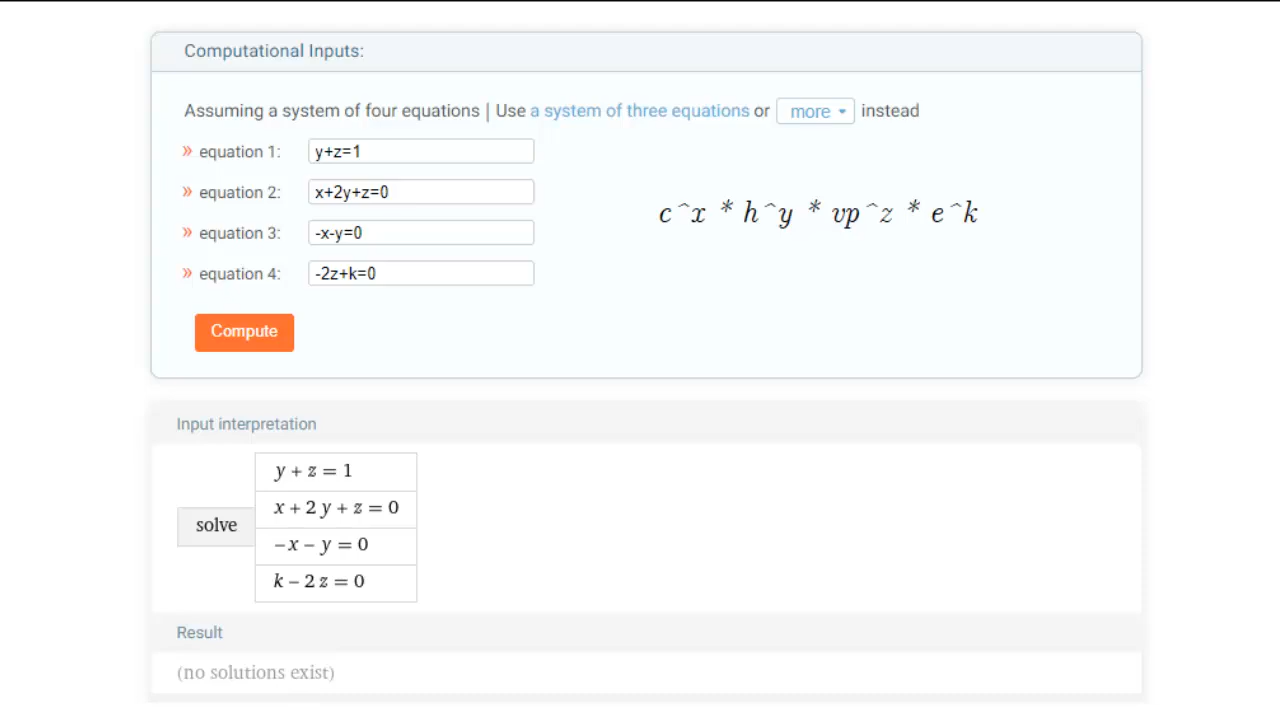 Computational Inputs:
Assuming a system of four equations | Use a system of three equations or more instead
» equation 1: y+z=1
» equation 2: x+2y+z=0
c^x * h^y * vp^z * e^k
» equation 3: -x-y=0
» equation 4: -2z+k=0
Compute
Input interpretation
y + z = 1
x + 2 y + z = 0
solve
-x - y = 0
k - 2 z = 0
Result
(no solutions exist)